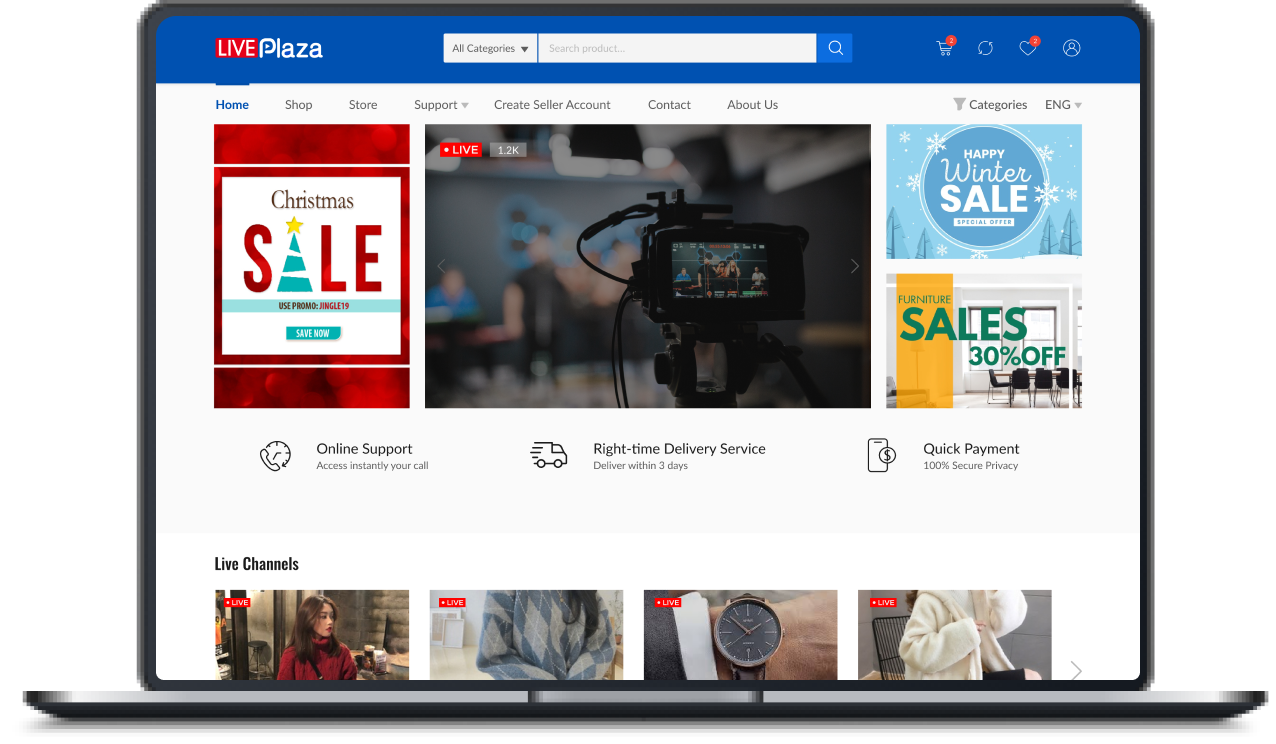 LIVE Plaza
All Categories
Search product...
2
2
Home
Shop
Store
Support
Create Seller Account
Contact
About Us
Categories
ENG
Christmas
SALE
USE PROMO: JINGLE19
SAVE NOW
LIVE
1.2K
HAPPY
Winter
SALE
SPECIAL OFFER
FURNITURE
SALES
30%OFF
Online Support
Access instantly your call
Right-time Delivery Service
Deliver within 3 days
Quick Payment
100% Secure Privacy
Live Channels
LIVE
LIVE
LIVE
LIVE